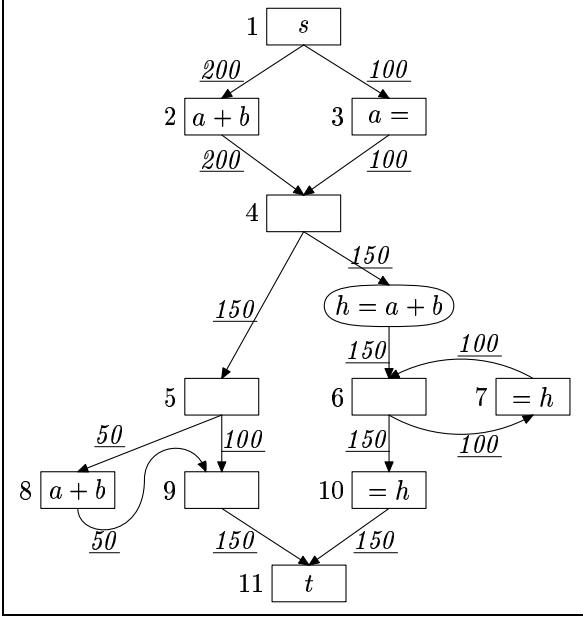 1 s
200 100
2 a + b 3 a =
200 100
4
150
h = a + b
150
150 100
5 6 7 = h
50 100 150 100
8 a + b 9 10 = h
50 150 150
11 t